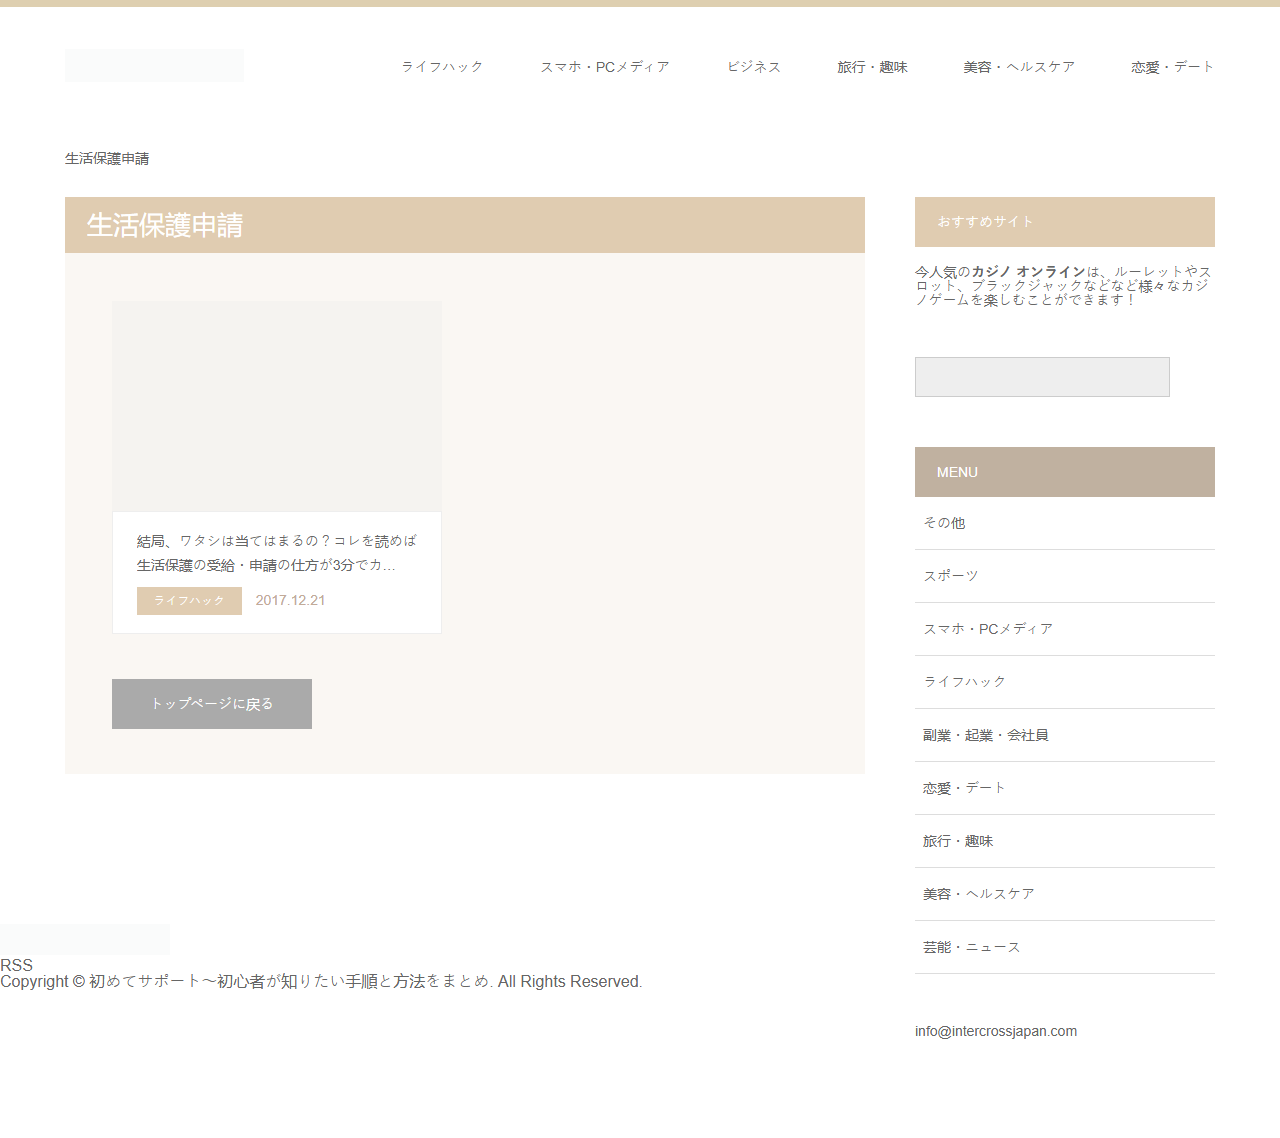 ライフハック スマホ・PCメディア ビジネス 旅行・趣味 美容・ヘルスケア 恋愛・デート
生活保護申請
生活保護申請
結局、ワタシは当てはまるの？コレを読めば
生活保護の受給・申請の仕方が3分でカ…
ライフハック 2017.12.21
トップページに戻る
おすすめサイト
今人気のカジノ オンラインは、ルーレットやス
ロット、ブラックジャックなどなど様々なカジ
ノゲームを楽しむことができます！
MENU
その他
スポーツ
スマホ・PCメディア
ライフハック
副業・起業・会社員
恋愛・デート
旅行・趣味
美容・ヘルスケア
芸能・ニュース
info@intercrossjapan.com
RSS
Copyright © 初めてサポート〜初心者が知りたい手順と方法をまとめ. All Rights Reserved.